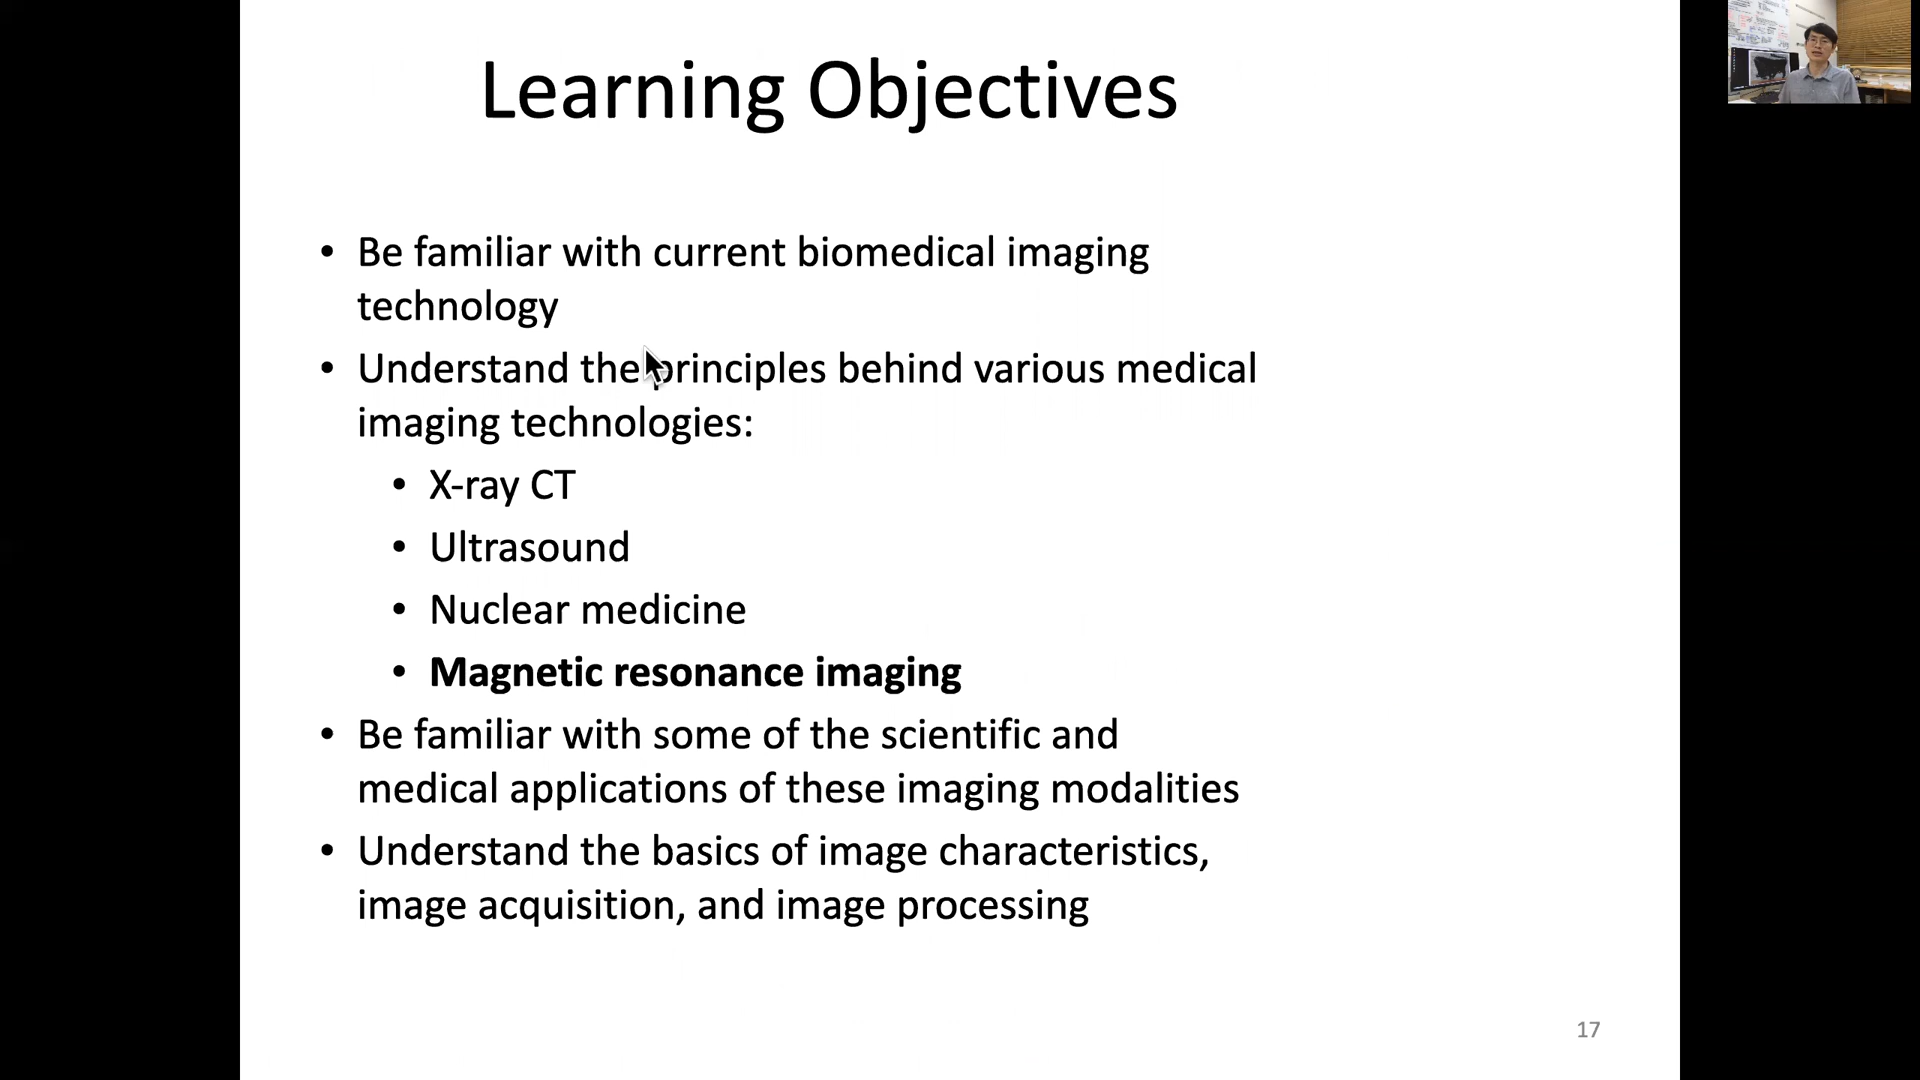 Learning Objectives
• Be familiar with current biomedical imaging
technology
• Understand the principles behind various medical
imaging technologies:
• X-ray CT
• Ultrasound
• Nuclear medicine
• Magnetic resonance imaging
• Be familiar with some of the scientific and
medical applications of these imaging modalities
• Understand the basics of image characteristics,
image acquisition, and image processing
17